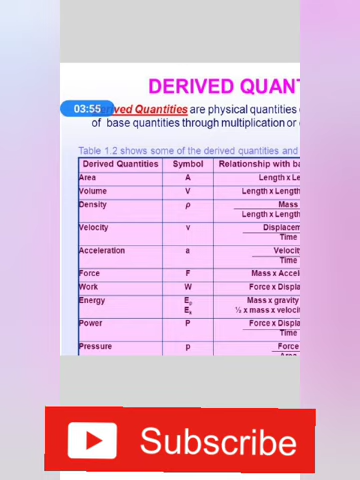 DERIVED QUANT
03:55
ived Quantities are physical quantities
of base quantities through multiplication or
Table 1.2 shows some of the derived quantities and
Derived Quantities Symbol Relationship with ba
Area A Length x Le
Volume V Length x Length
Density ρ Mass
Length x Length
Velocity v Displacem
Time
Acceleration a Velocit
Time
Force F Mass x Accel
Work W Force x Displa
Energy Ep Mass x gravity
Ek ½ x mass x veloci
Power P Force x Displa
Time
Pressure p Force
Area
Subscribe